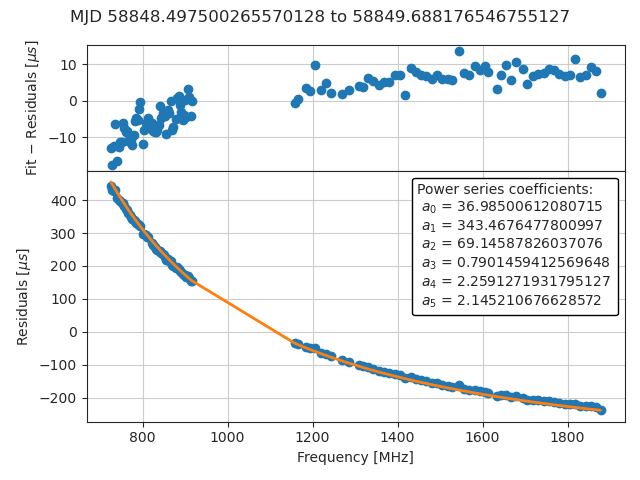 MJD 58848.497500265570128 to 58849.688176546755127
Fit − Residuals [μs]
10
0
−10
Residuals [μs]
400
300
200
100
0
−100
−200
Power series coefficients:
a0 = 36.98500612080715
a1 = 343.4676477800997
a2 = 69.14587826037076
a3 = 0.7901459412569648
a4 = 2.2591271931795127
a5 = 2.145210676628572
800
1000
1200
1400
1600
1800
Frequency [MHz]